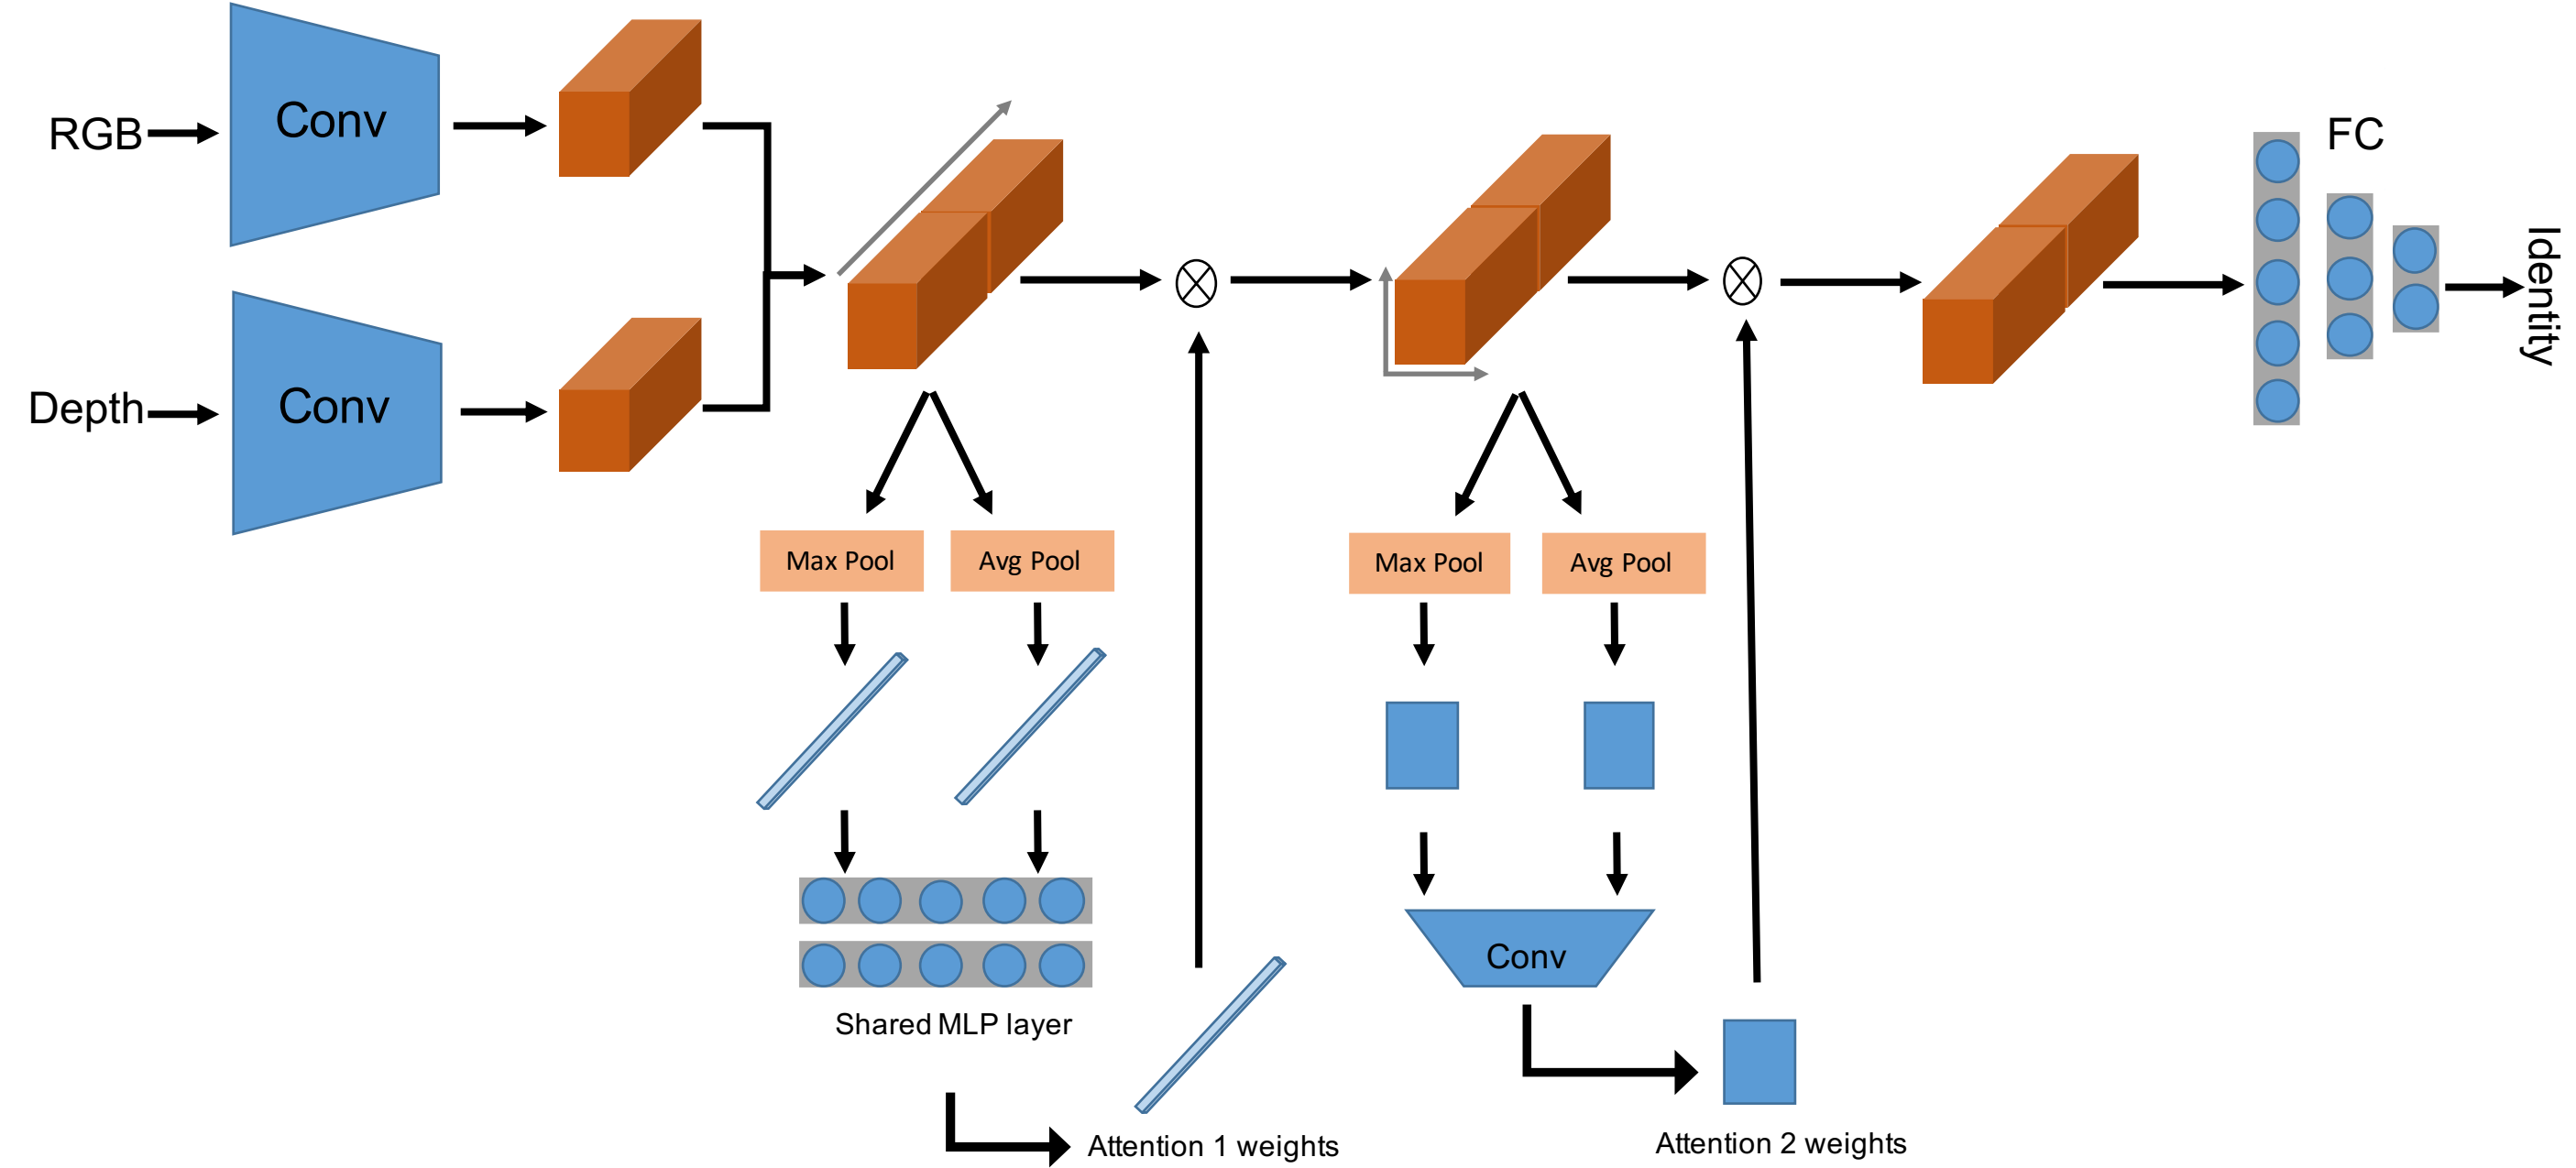 RGB
Conv
Depth
Conv
FC
Identity
Max Pool
Avg Pool
Max Pool
Avg Pool
Shared MLP layer
Conv
Attention 1 weights
Attention 2 weights